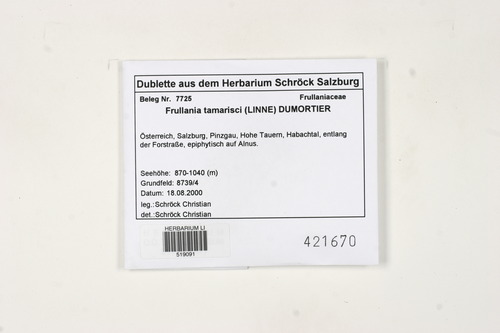 Dublette aus dem Herbarium Schröck Salzburg
Beleg Nr. 7725 Frullaniaceae
Frullania tamarisci (LINNE) DUMORTIER
Österreich, Salzburg, Pinzgau, Hohe Tauern, Habachtal, entlang
der Forstraße, epiphytisch auf Alnus.
Seehöhe: 870-1040 (m)
Grundfeld: 8739/4
Datum: 18.08.2000
leg.:Schröck Christian
det.:Schröck Christian
HERBARIUM LI
519091
421670